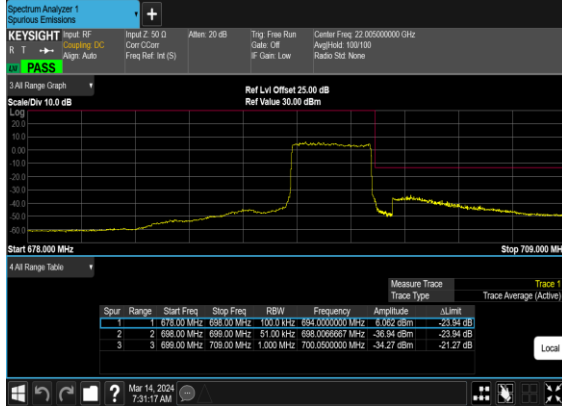 Spectrum Analyzer 1
Spurious Emissions
+
KEYSIGHT Input: RF Input Z: 50 Ω Atten: 20 dB Trig: Free Run Center Freq: 22.005000000 GHz
R T Coupling: DC Corr CCorr Gate: Off Avg|Hold: 100/100
Align: Auto Freq Ref: Int (S) IF Gain: Low Radio Std: None
PASS
3 All Range Graph
Ref Lvl Offset 25.00 dB
Scale/Div 10.0 dB Ref Value 30.00 dBm
Log
20.0
10.0
0.00
-10.0
-20.0
-30.0
-40.0
-50.0
-60.0
Start 678.000 MHz Stop 709.000 MH
4 All Range Table
Measure Trace Trace 1
Trace Type Trace Average (Active)
Spur Range Start Freq Stop Freq RBW Frequency Amplitude ΔLimit
1 1 678.00 MHz 698.00 MHz 100.0 kHz 694.0000000 MHz 6.062 dBm -23.94 dB
2 2 698.00 MHz 699.00 MHz 51.00 kHz 698.0066667 MHz -36.94 dBm -23.94 dB
3 3 699.00 MHz 709.00 MHz 1.000 MHz 700.0500000 MHz -34.27 dBm -21.27 dB
Local
? Mar 14, 2024
7:31:17 AM